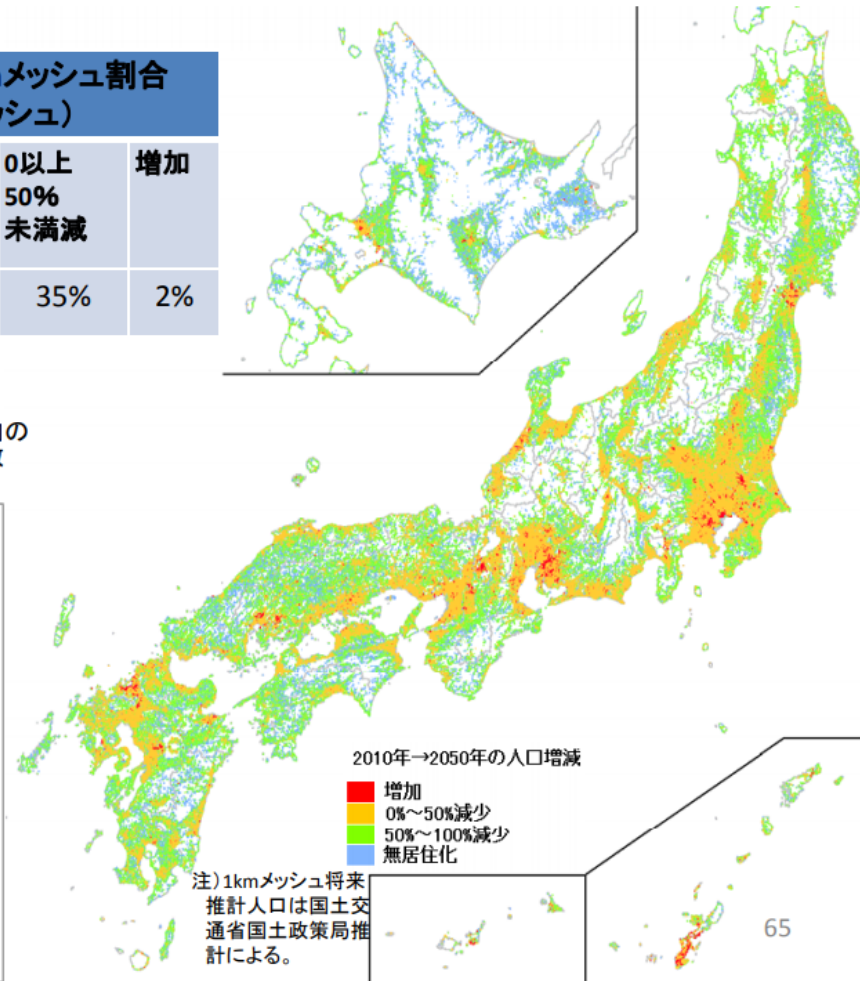 メッシュ割合
ッシュ)
0以上
50%
未満減
増加
35%
2%
の
2010年→2050年の人口増減
増加
0%~50%減少
50%~100%減少
無居住化
注)1kmメッシュ将来
推計人口は国土交
通省国土政策局推
計による。
65